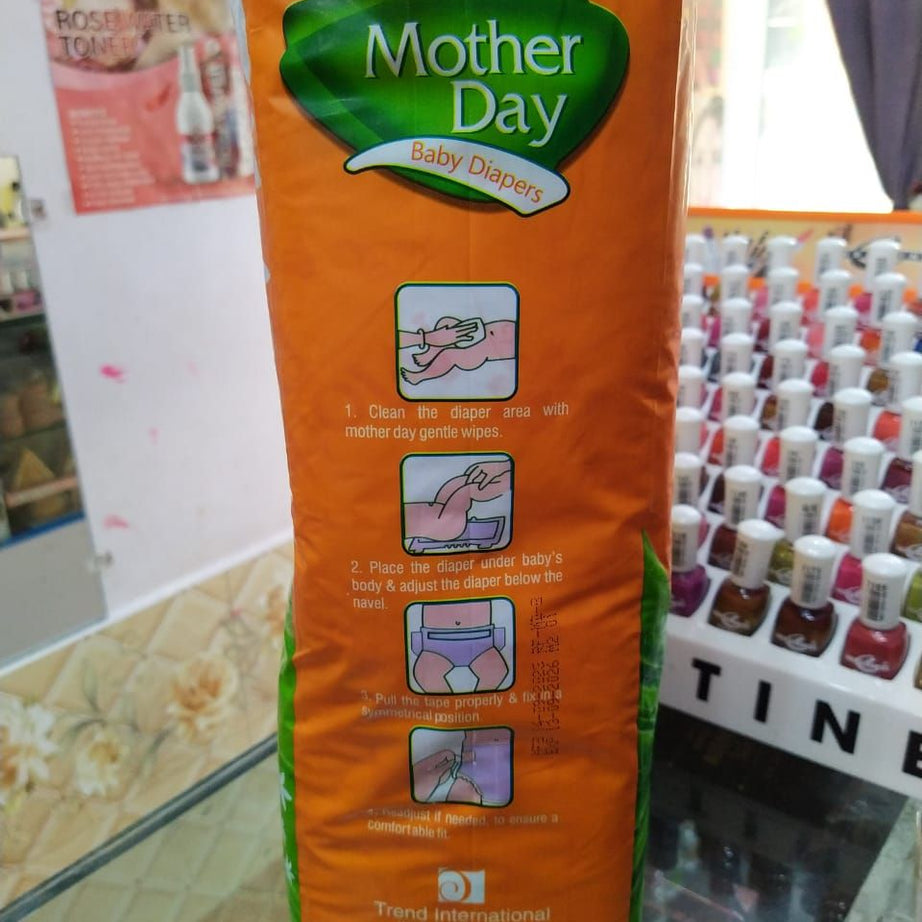 ROSE WATER
TONER
Mother
Day
Baby Diapers
1. Clean the diaper area with
mother day gentle wipes.
2. Place the diaper under baby's
body & adjust the diaper below the
navel.
3. Pull the tape properly & fix in a
symmetrical position.
4. Readjust if needed, to ensure a
comfortable fit.
Trend International
TINE